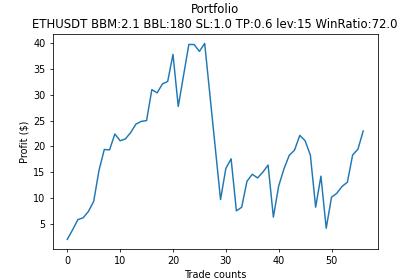 Portfolio
ETHUSDT BBM:2.1 BBL:180 SL:1.0 TP:0.6 lev:15 WinRatio:72.0
40
35
30
25
20
15
10
5
Profit ($)
0 10 20 30 40 50
Trade counts